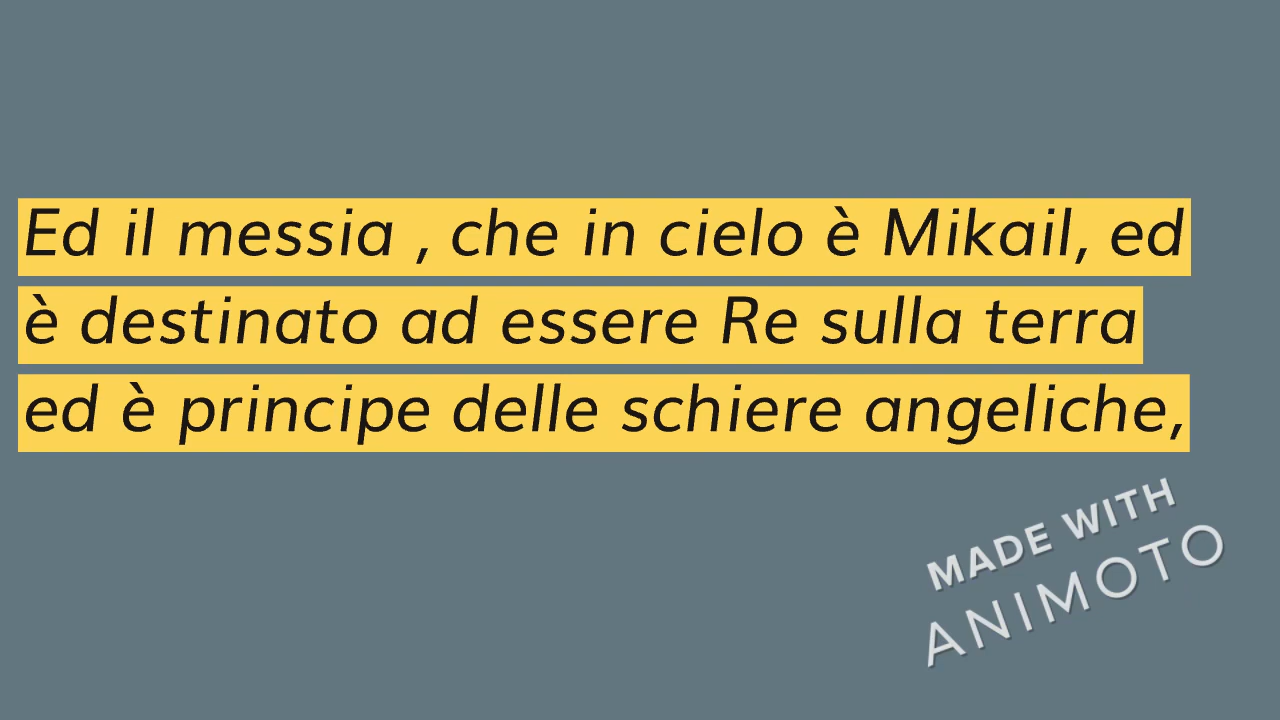 Ed il messia , che in cielo è Mikail, ed
è destinato ad essere Re sulla terra
ed è principe delle schiere angeliche,
MADE WITH
ANIMOTO